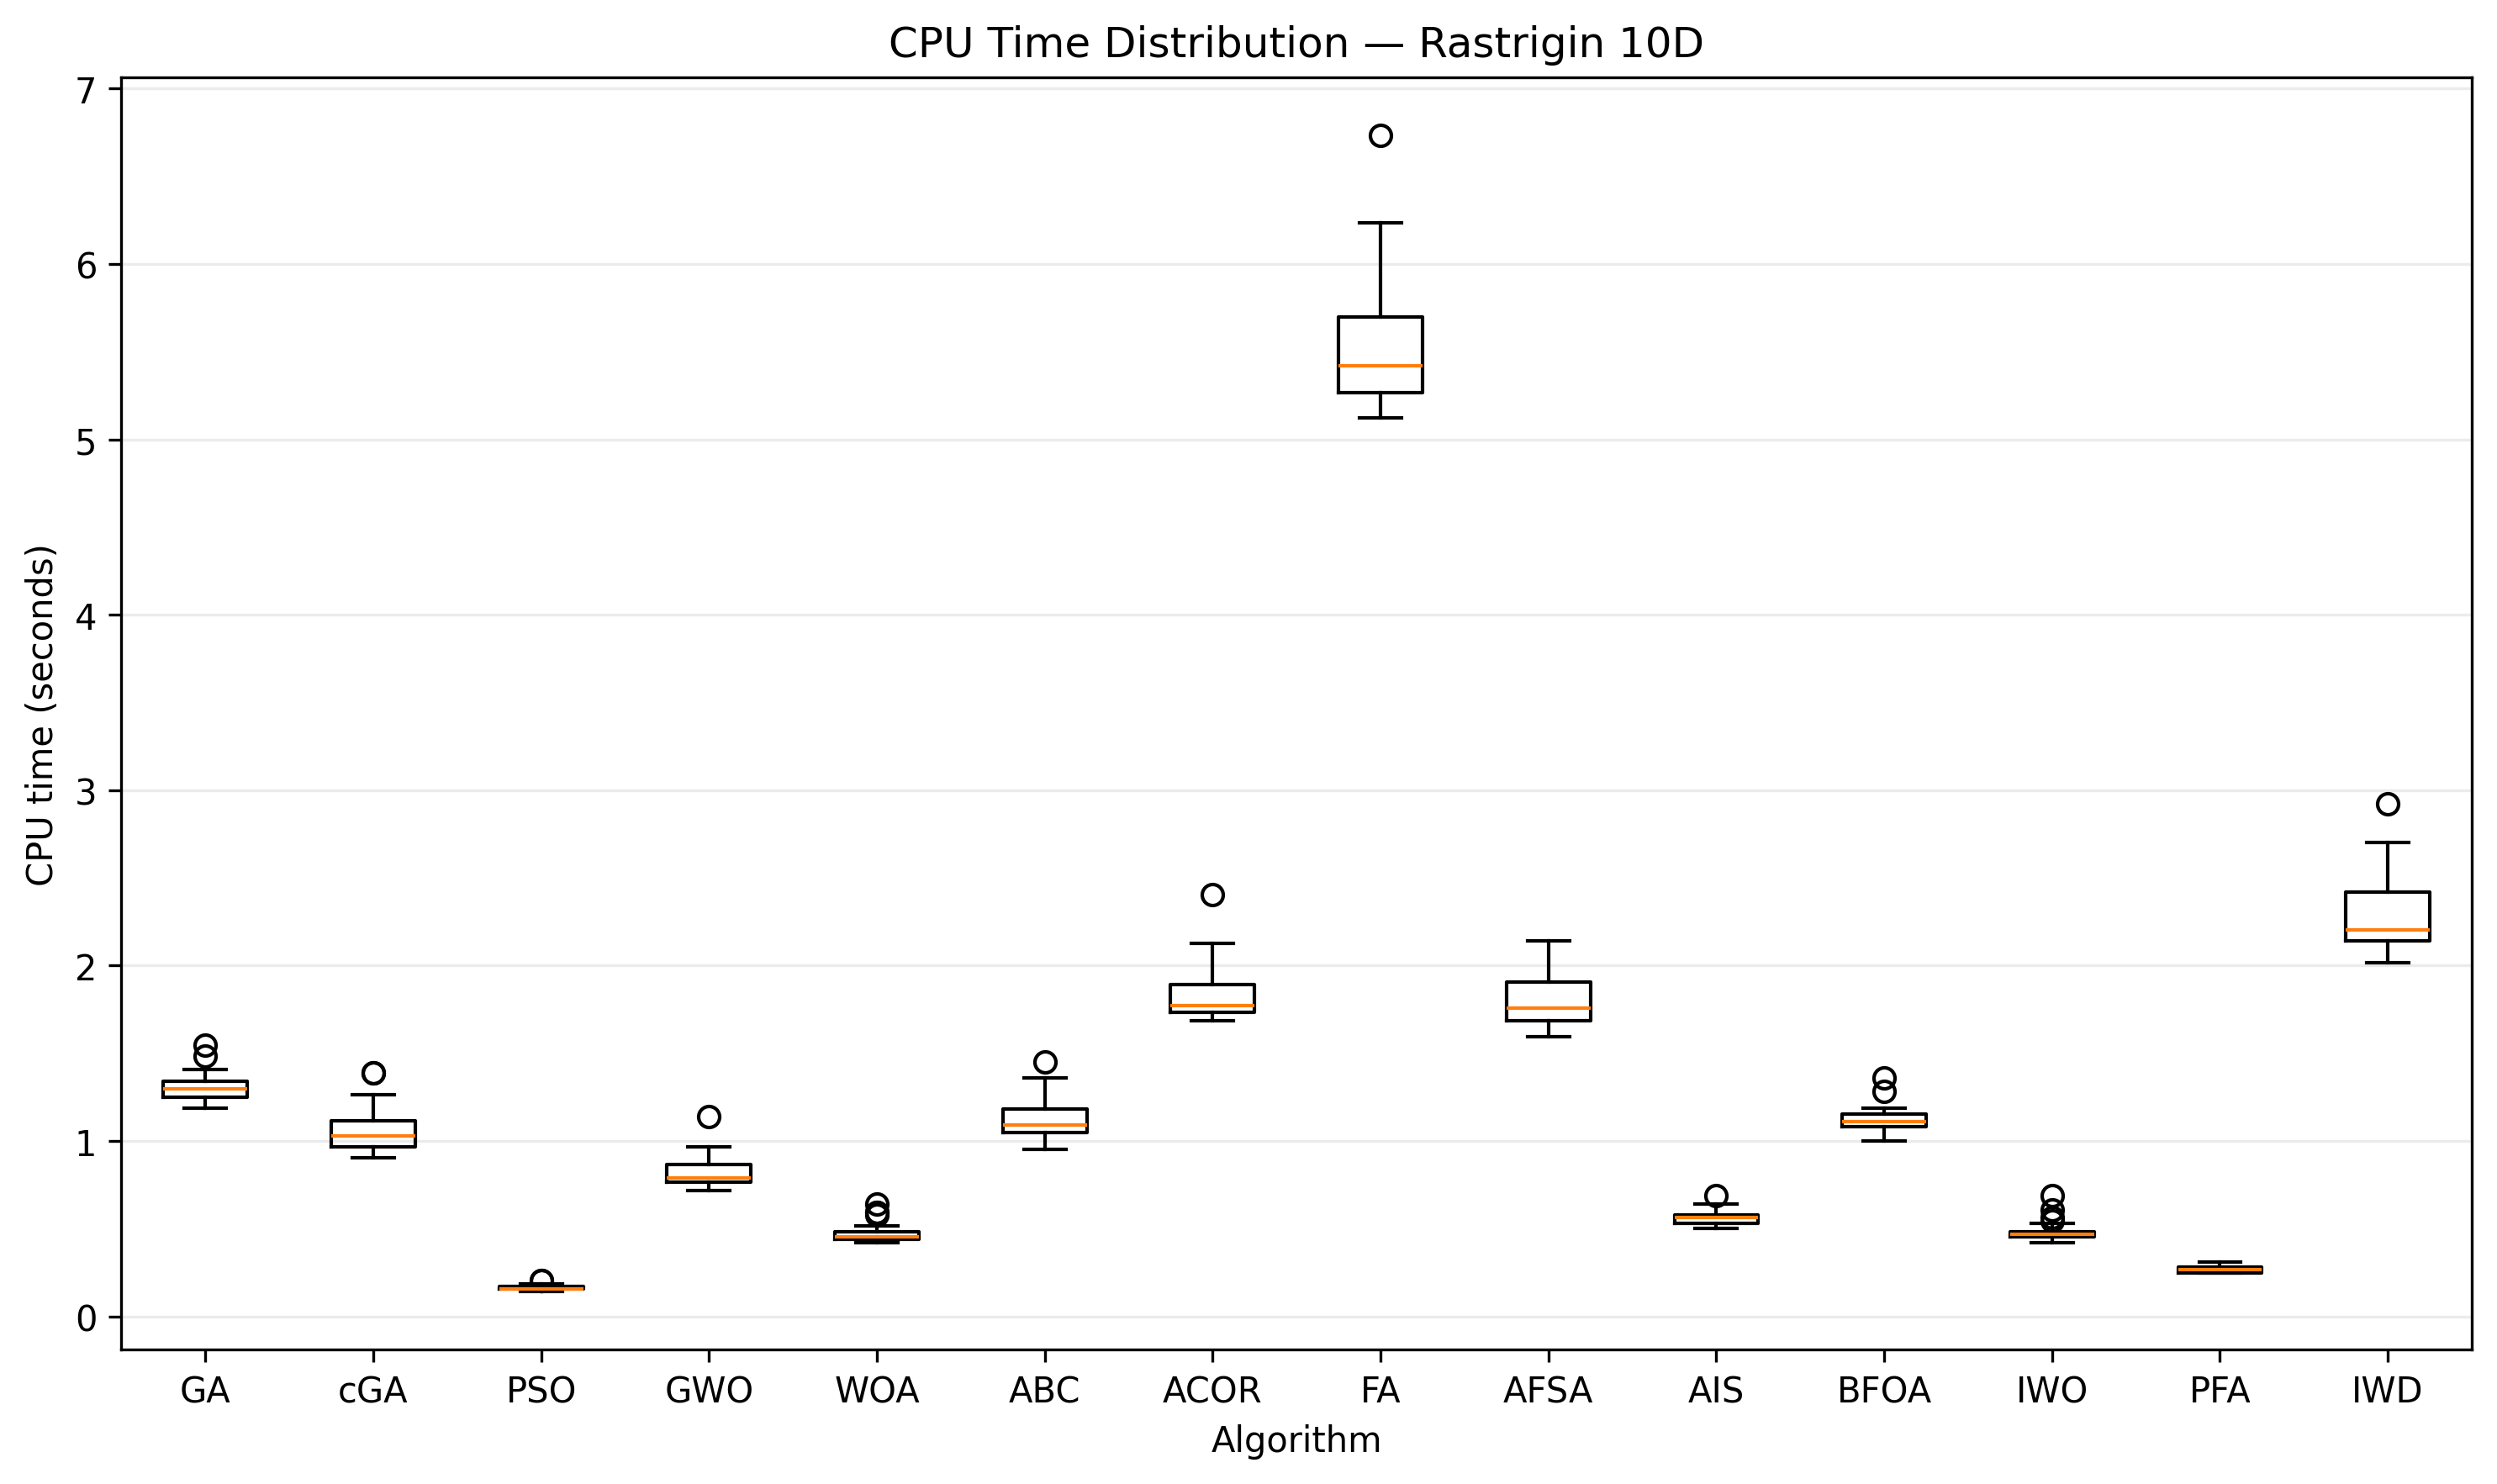 CPU Time Distribution — Rastrigin 10D
7
6
5
4
3
2
1
0
CPU time (seconds)
GA cGA PSO GWO WOA ABC ACOR FA AFSA AIS BFOA IWO PFA IWD
Algorithm